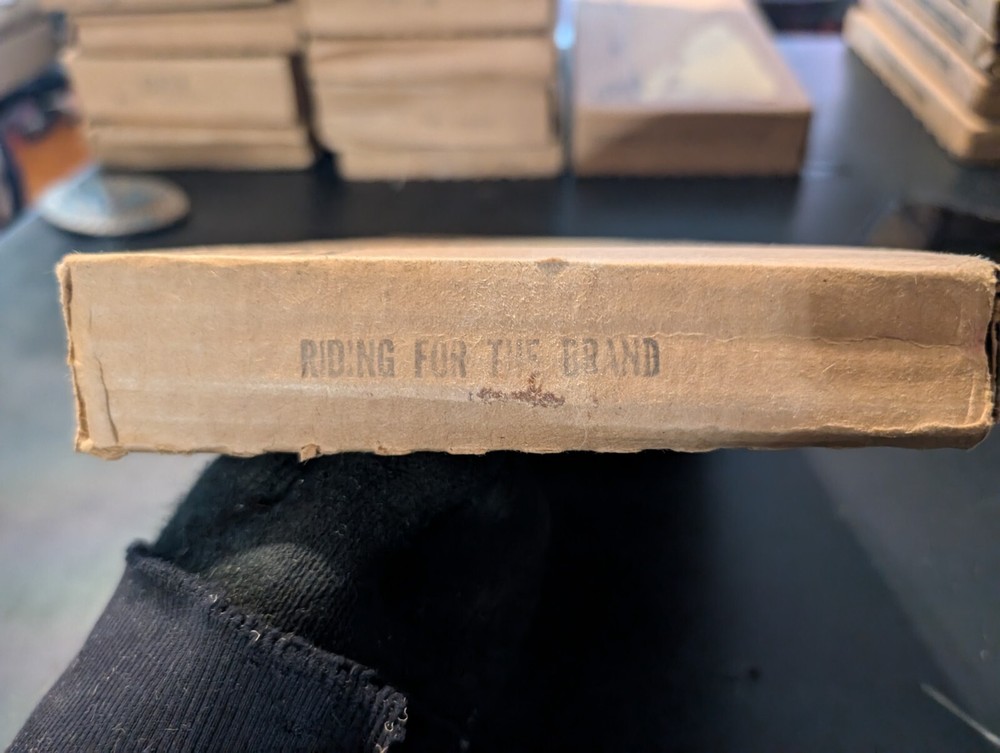 RIDING FOR THE BRAND